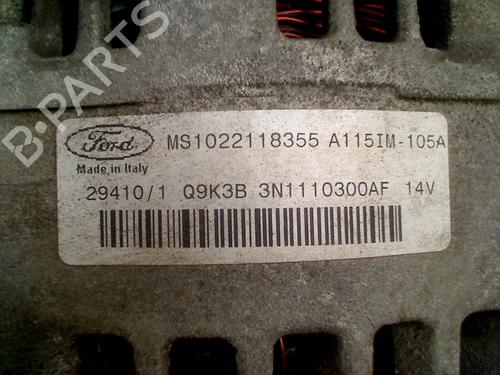 B-PARTS
Ford
MS1022118355 A115IM-105A
Made in Italy
29410/1 Q9K3B 3N1110300AF 14V